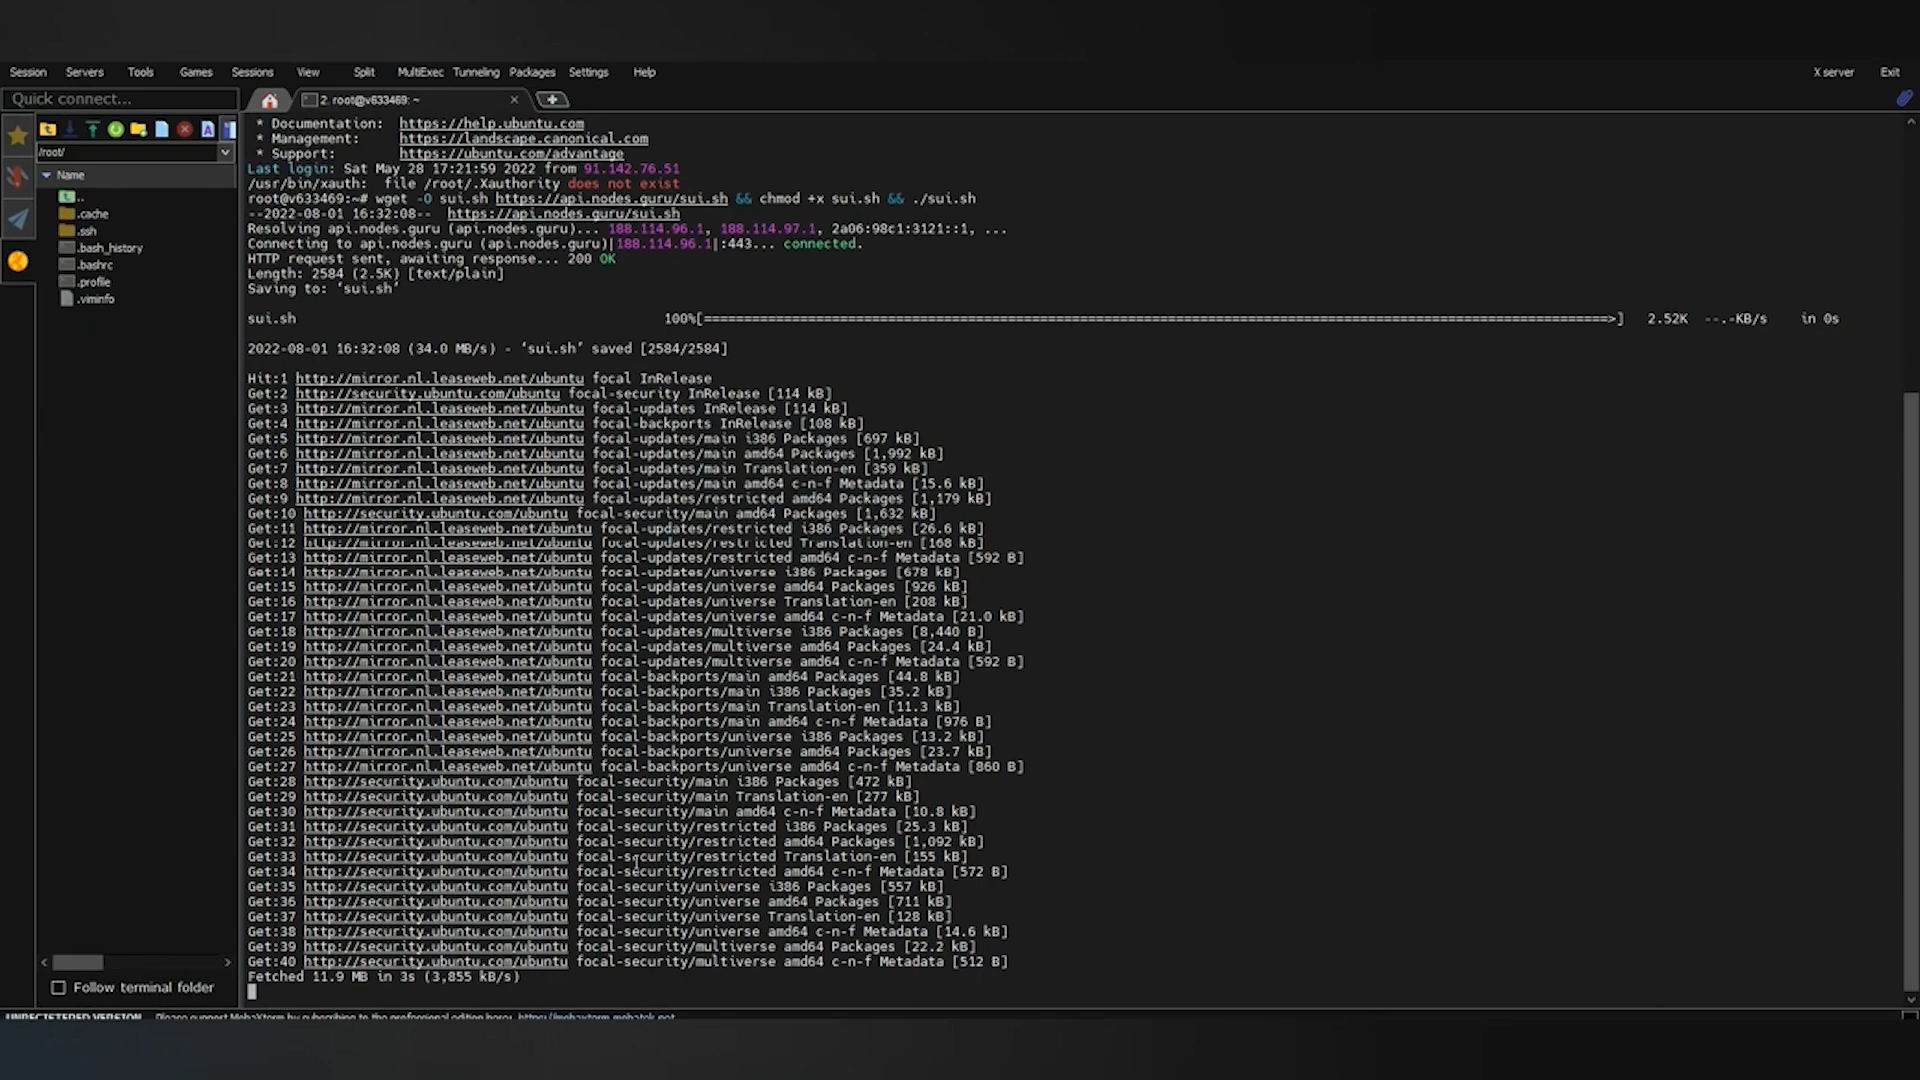 Session Servers Tools Games Sessions View Split MultiExec Tunneling Packages Settings Help X server Exit
Quick connect...
2. root@v633469: ~
/root/
Name
..
.cache
.ssh
.bash_history
.bashrc
.profile
.viminfo
Follow terminal folder
* Documentation: https://help.ubuntu.com
* Management: https://landscape.canonical.com
* Support: https://ubuntu.com/advantage
Last login: Sat May 28 17:21:59 2022 from 91.142.76.51
/usr/bin/xauth: file /root/.Xauthority does not exist
root@v633469:~# wget -O sui.sh https://api.nodes.guru/sui.sh && chmod +x sui.sh && ./sui.sh
--2022-08-01 16:32:08-- https://api.nodes.guru/sui.sh
Resolving api.nodes.guru (api.nodes.guru)... 188.114.96.1, 188.114.97.1, 2a06:98c1:3121::1, ...
Connecting to api.nodes.guru (api.nodes.guru)|188.114.96.1|:443... connected.
HTTP request sent, awaiting response... 200 OK
Length: 2584 (2.5K) [text/plain]
Saving to: ‘sui.sh’
sui.sh 100%[=================================================================================================================>] 2.52K --.-KB/s in 0s
2022-08-01 16:32:08 (34.0 MB/s) - ‘sui.sh’ saved [2584/2584]
Hit:1 http://mirror.nl.leaseweb.net/ubuntu focal InRelease
Get:2 http://security.ubuntu.com/ubuntu focal-security InRelease [114 kB]
Get:3 http://mirror.nl.leaseweb.net/ubuntu focal-updates InRelease [114 kB]
Get:4 http://mirror.nl.leaseweb.net/ubuntu focal-backports InRelease [108 kB]
Get:5 http://mirror.nl.leaseweb.net/ubuntu focal-updates/main i386 Packages [697 kB]
Get:6 http://mirror.nl.leaseweb.net/ubuntu focal-updates/main amd64 Packages [1,992 kB]
Get:7 http://mirror.nl.leaseweb.net/ubuntu focal-updates/main Translation-en [359 kB]
Get:8 http://mirror.nl.leaseweb.net/ubuntu focal-updates/main amd64 c-n-f Metadata [15.6 kB]
Get:9 http://mirror.nl.leaseweb.net/ubuntu focal-updates/restricted amd64 Packages [1,179 kB]
Get:10 http://security.ubuntu.com/ubuntu focal-security/main amd64 Packages [1,632 kB]
Get:11 http://mirror.nl.leaseweb.net/ubuntu focal-updates/restricted i386 Packages [26.6 kB]
Get:12 http://mirror.nl.leaseweb.net/ubuntu focal-updates/restricted Translation-en [168 kB]
Get:13 http://mirror.nl.leaseweb.net/ubuntu focal-updates/restricted amd64 c-n-f Metadata [592 B]
Get:14 http://mirror.nl.leaseweb.net/ubuntu focal-updates/universe i386 Packages [678 kB]
Get:15 http://mirror.nl.leaseweb.net/ubuntu focal-updates/universe amd64 Packages [926 kB]
Get:16 http://mirror.nl.leaseweb.net/ubuntu focal-updates/universe Translation-en [208 kB]
Get:17 http://mirror.nl.leaseweb.net/ubuntu focal-updates/universe amd64 c-n-f Metadata [21.0 kB]
Get:18 http://mirror.nl.leaseweb.net/ubuntu focal-updates/multiverse i386 Packages [8,440 B]
Get:19 http://mirror.nl.leaseweb.net/ubuntu focal-updates/multiverse amd64 Packages [24.4 kB]
Get:20 http://mirror.nl.leaseweb.net/ubuntu focal-updates/multiverse amd64 c-n-f Metadata [592 B]
Get:21 http://mirror.nl.leaseweb.net/ubuntu focal-backports/main amd64 Packages [44.8 kB]
Get:22 http://mirror.nl.leaseweb.net/ubuntu focal-backports/main i386 Packages [35.2 kB]
Get:23 http://mirror.nl.leaseweb.net/ubuntu focal-backports/main Translation-en [11.3 kB]
Get:24 http://mirror.nl.leaseweb.net/ubuntu focal-backports/main amd64 c-n-f Metadata [976 B]
Get:25 http://mirror.nl.leaseweb.net/ubuntu focal-backports/universe i386 Packages [13.2 kB]
Get:26 http://mirror.nl.leaseweb.net/ubuntu focal-backports/universe amd64 Packages [23.7 kB]
Get:27 http://mirror.nl.leaseweb.net/ubuntu focal-backports/universe amd64 c-n-f Metadata [860 B]
Get:28 http://security.ubuntu.com/ubuntu focal-security/main i386 Packages [472 kB]
Get:29 http://security.ubuntu.com/ubuntu focal-security/main Translation-en [277 kB]
Get:30 http://security.ubuntu.com/ubuntu focal-security/main amd64 c-n-f Metadata [10.8 kB]
Get:31 http://security.ubuntu.com/ubuntu focal-security/restricted i386 Packages [25.3 kB]
Get:32 http://security.ubuntu.com/ubuntu focal-security/restricted amd64 Packages [1,092 kB]
Get:33 http://security.ubuntu.com/ubuntu focal-security/restricted Translation-en [155 kB]
Get:34 http://security.ubuntu.com/ubuntu focal-security/restricted amd64 c-n-f Metadata [572 B]
Get:35 http://security.ubuntu.com/ubuntu focal-security/universe i386 Packages [557 kB]
Get:36 http://security.ubuntu.com/ubuntu focal-security/universe amd64 Packages [711 kB]
Get:37 http://security.ubuntu.com/ubuntu focal-security/universe Translation-en [128 kB]
Get:38 http://security.ubuntu.com/ubuntu focal-security/universe amd64 c-n-f Metadata [14.6 kB]
Get:39 http://security.ubuntu.com/ubuntu focal-security/multiverse amd64 Packages [22.2 kB]
Get:40 http://security.ubuntu.com/ubuntu focal-security/multiverse amd64 c-n-f Metadata [512 B]
Fetched 11.9 MB in 3s (3,855 kB/s)
UNREGISTERED VERSION Please support MobaXterm by subscribing to the professional edition here: https://mobaxterm.mobatek.net